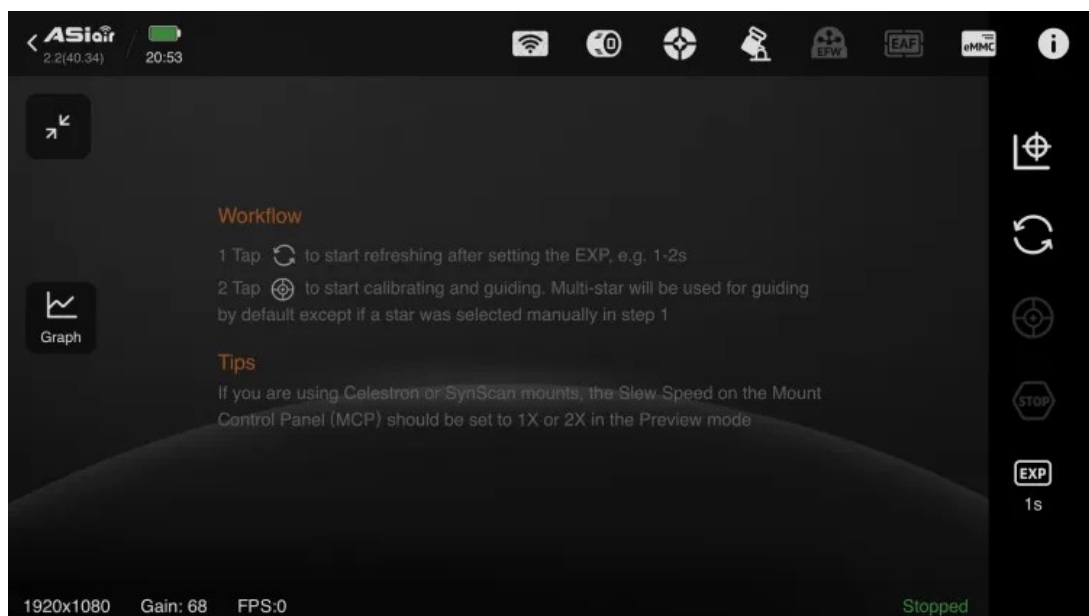 ASiair
2.2(40.34)
20:53
EFW
EAF
eMMC
Workflow
1 Tap to start refreshing after setting the EXP, e.g. 1-2s
2 Tap to start calibrating and guiding. Multi-star will be used for guiding
by default except if a star was selected manually in step 1
Graph
Tips
If you are using Celestron or SynScan mounts, the Slew Speed on the Mount
Control Panel (MCP) should be set to 1X or 2X in the Preview mode
STOP
EXP
1s
1920x1080 Gain: 68 FPS:0
Stopped